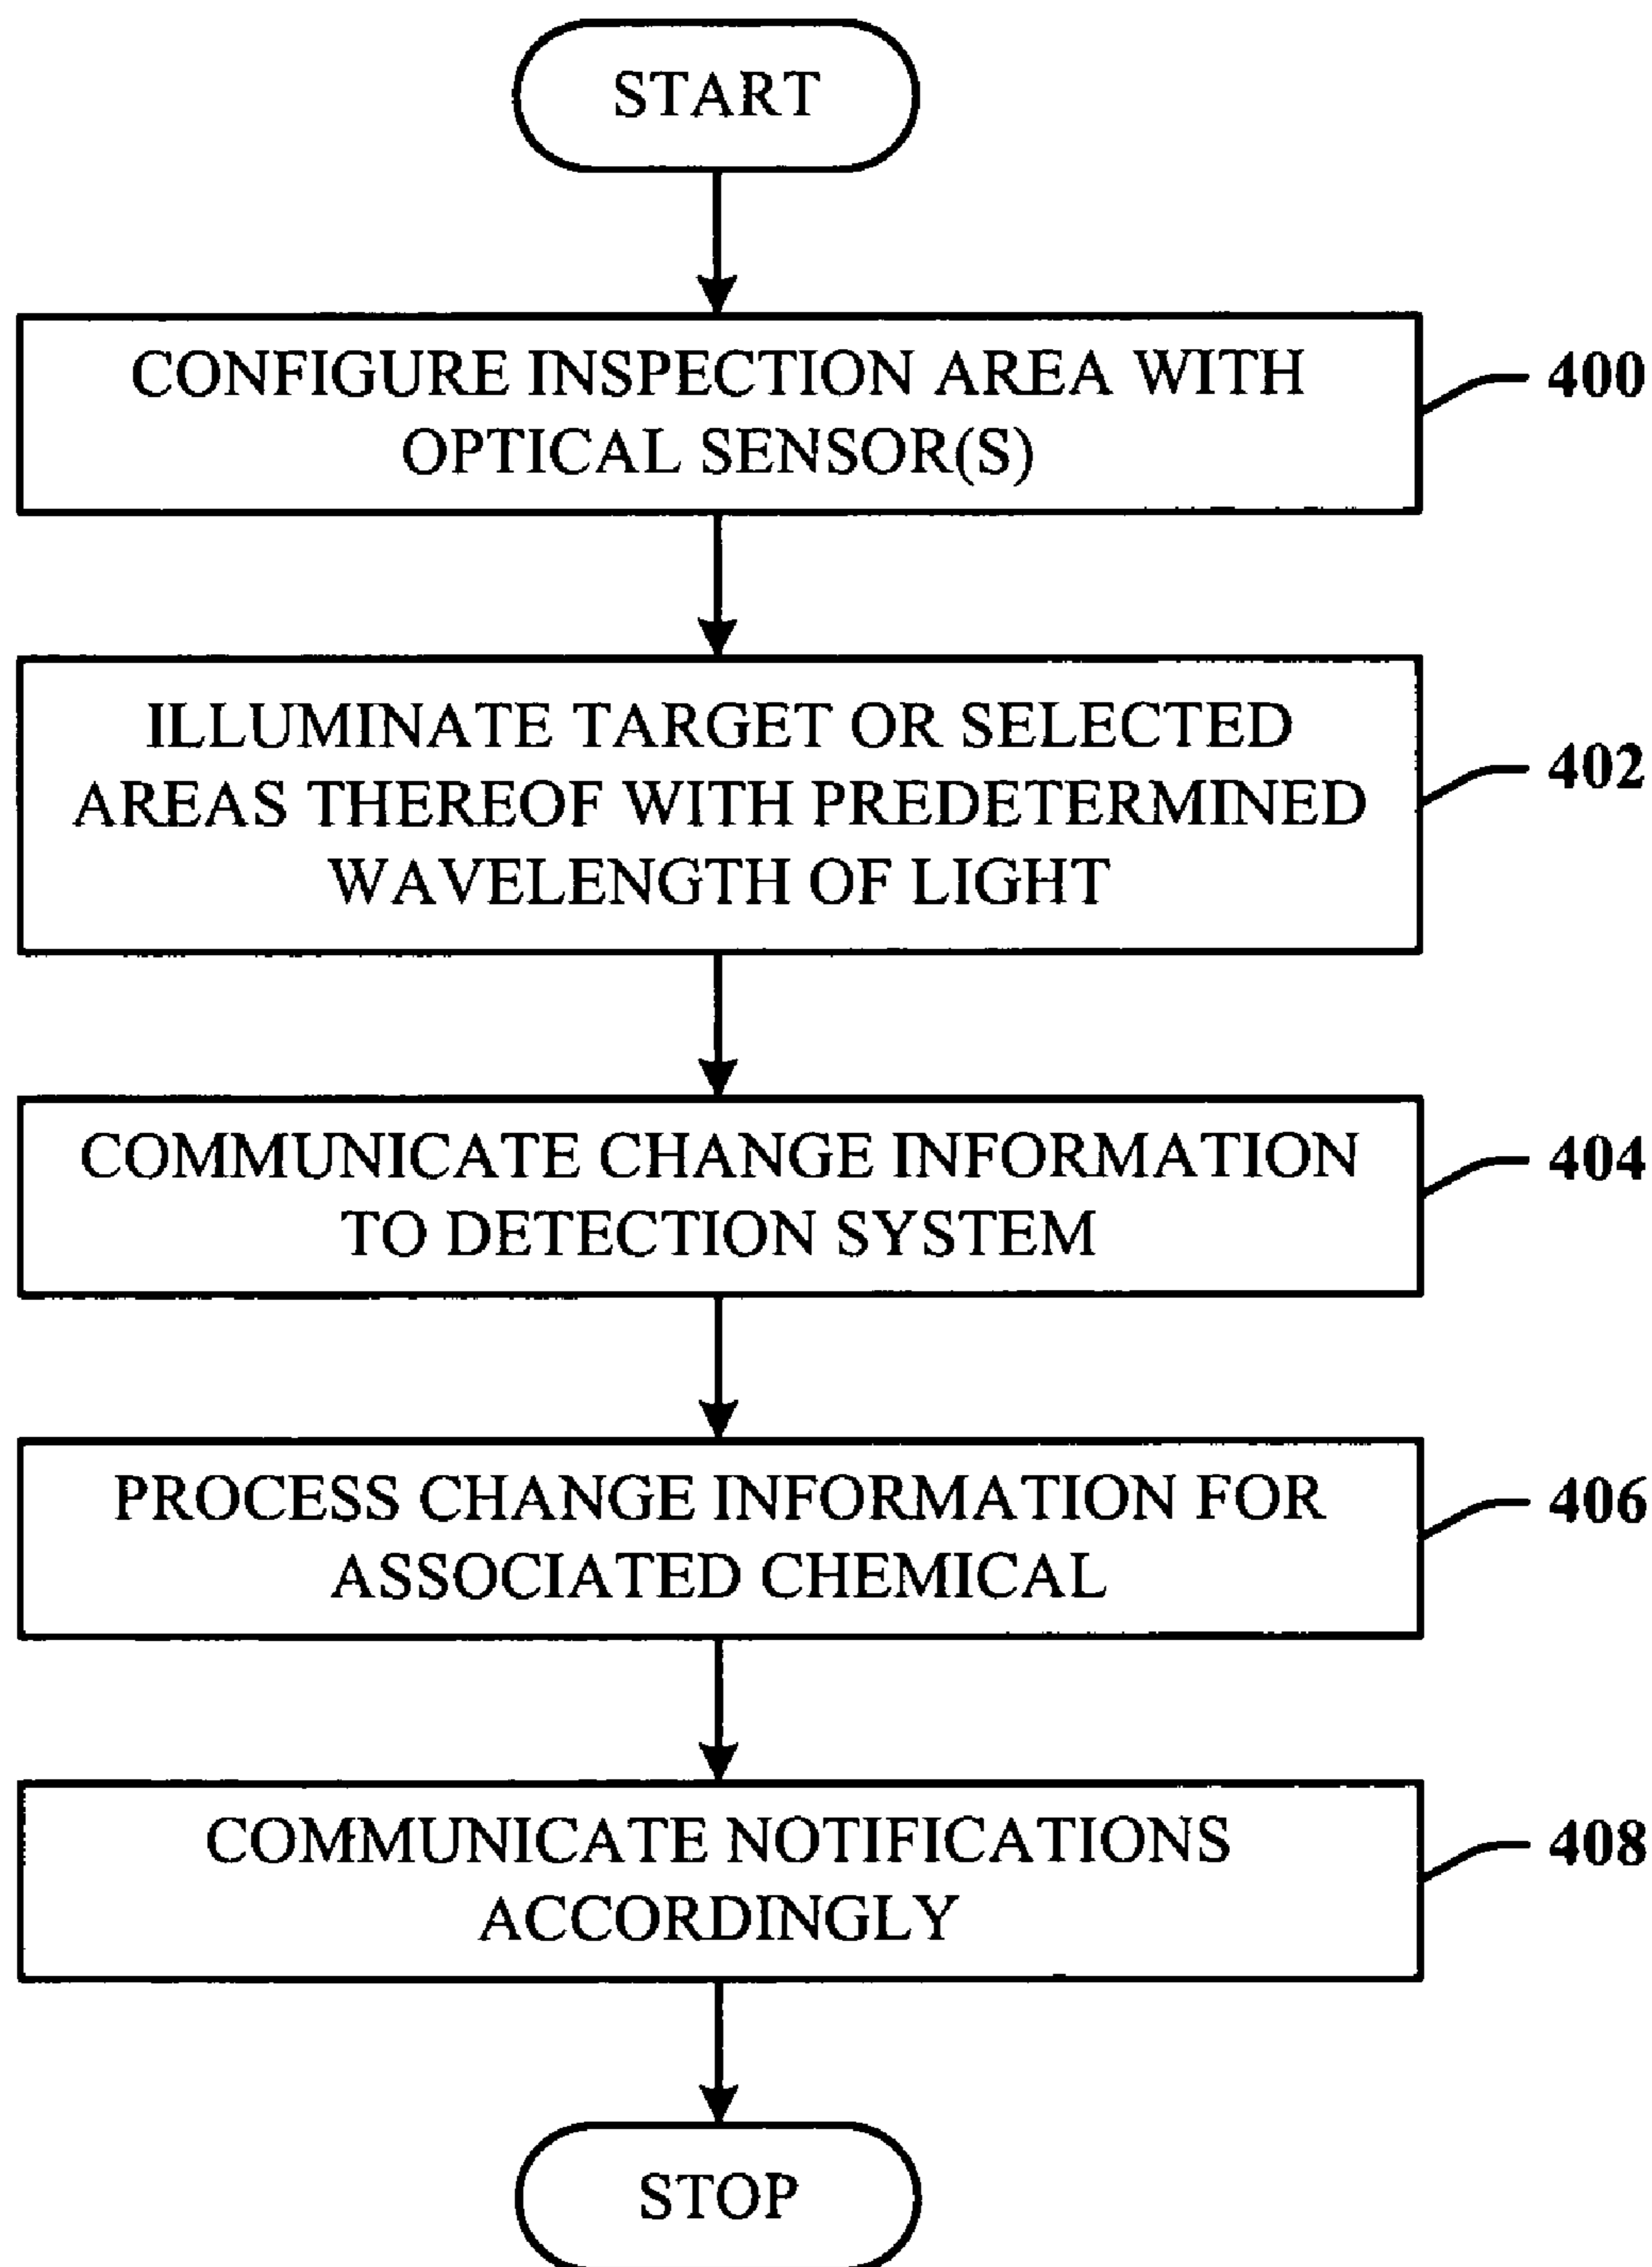 START
CONFIGURE INSPECTION AREA WITH
OPTICAL SENSOR(S)
400
ILLUMINATE TARGET OR SELECTED
AREAS THEREOF WITH PREDETERMINED
WAVELENGTH OF LIGHT
402
COMMUNICATE CHANGE INFORMATION
TO DETECTION SYSTEM
404
PROCESS CHANGE INFORMATION FOR
ASSOCIATED CHEMICAL
406
COMMUNICATE NOTIFICATIONS
ACCORDINGLY
408
STOP